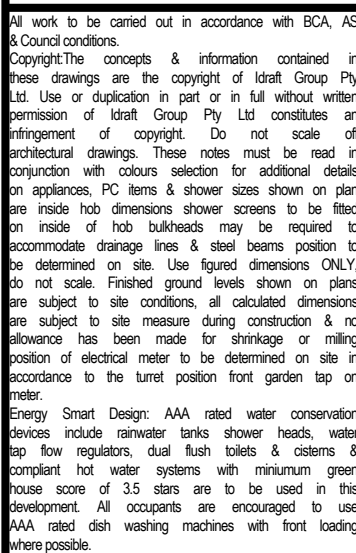 All work to be carried out in accordance with BCA, AS
& Council conditions.
Copyright:The concepts & information contained in
these drawings are the copyright of Idraft Group Pty
Ltd. Use or duplication in part or in full without written
permission of Idraft Group Pty Ltd constitutes an
infringement of copyright. Do not scale off
architectural drawings. These notes must be read in
conjunction with colours selection for additional details
on appliances, PC items & shower sizes shown on plan
are inside hob dimensions shower screens to be fitted
on inside of hob bulkheads may be required to
accommodate drainage lines & steel beams position to
be determined on site. Use figured dimensions ONLY,
do not scale. Finished ground levels shown on plans
are subject to site conditions, all calculated dimensions
are subject to site measure during construction & no
allowance has been made for shrinkage or milling
position of electrical meter to be determined on site in
accordance to the turret position front garden tap on
meter.
Energy Smart Design: AAA rated water conservation
devices include rainwater tanks shower heads, water
tap flow regulators, dual flush toilets & cisterns &
compliant hot water systems with miniumum green
house score of 3.5 stars are to be used in this
development. All occupants are encouraged to use
AAA rated dish washing machines with front loading
where possible.